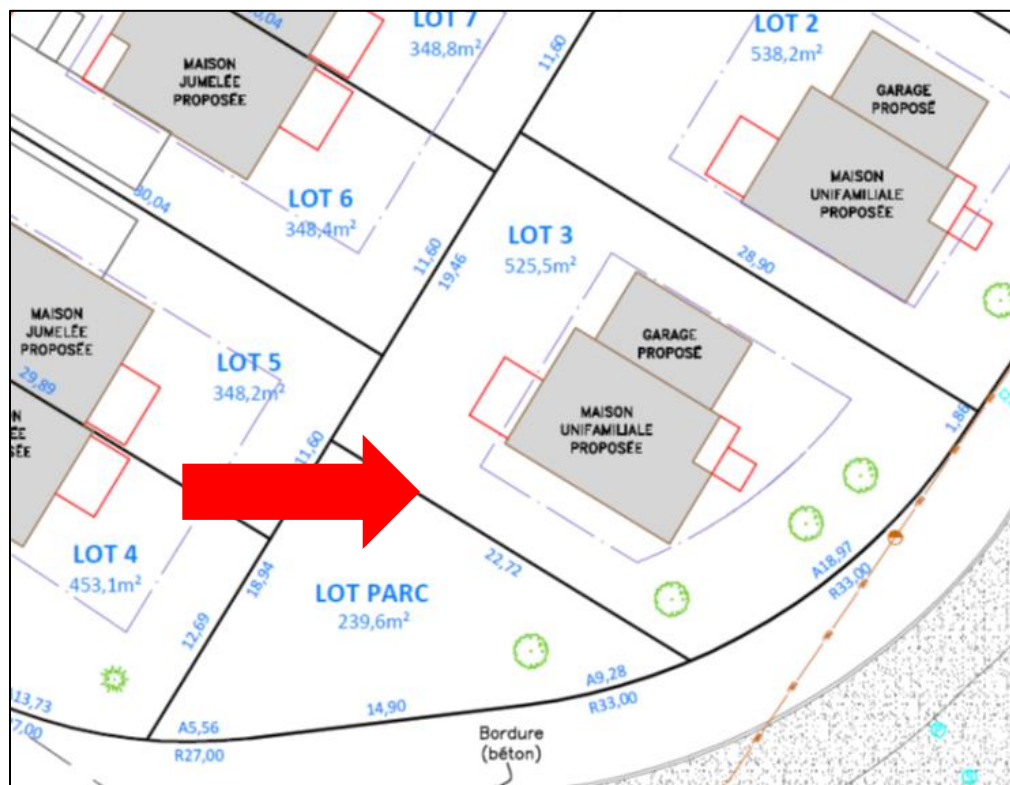 30,04
LOT 7
348,8m²
11,60
LOT 2
538,2m²
MAISON
JUMELÉE
PROPOSÉE
GARAGE
PROPOSÉ
MAISON
UNIFAMILIALE
PROPOSÉE
30,04
LOT 6
348,4m²
LOT 3
525,5m²
11,60
19,46
28,90
MAISON
JUMELÉE
PROPOSÉE
GARAGE
PROPOSÉ
LOT 5
348,2m²
29,89
MAISON
UNIFAMILIALE
PROPOSÉE
1,86
11,60
LOT 4
453,1m²
18,94
22,72
A18,97
R33,00
LOT PARC
239,6m²
12,69
A9,28
R33,00
A13,73
14,90
A5,56
R27,00
Bordure
(béton)